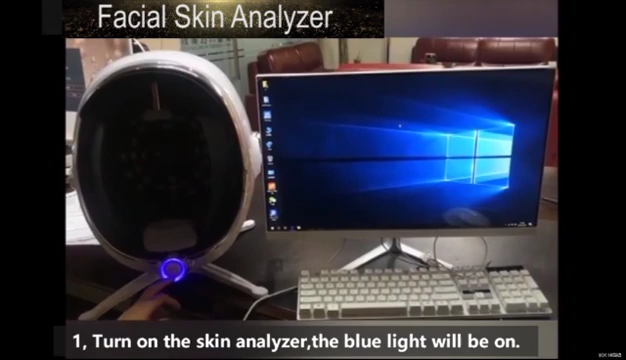 Facial Skin Analyzer
1, Turn on the skin analyzer,the blue light will be on.